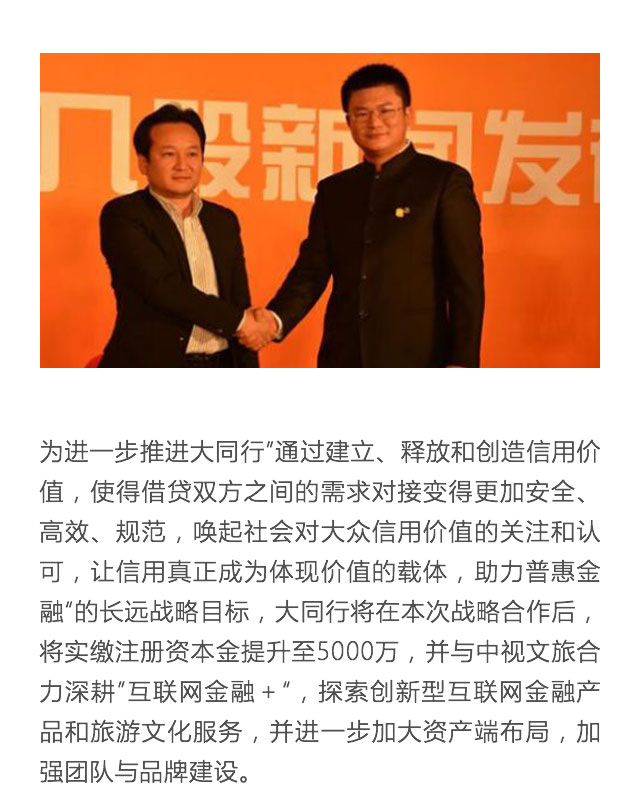 入股新闻发布
为进一步推进大同行”通过建立、释放和创造信用价
值，使得借贷双方之间的需求对接变得更加安全、
高效、规范，唤起社会对大众信用价值的关注和认
可，让信用真正成为体现价值的载体，助力普惠金
融“的长远战略目标，大同行将在本次战略合作后，
将实缴注册资本金提升至5000万，并与中视文旅合
力深耕”互联网金融＋“，探索创新型互联网金融产
品和旅游文化服务，并进一步加大资产端布局，加
强团队与品牌建设。